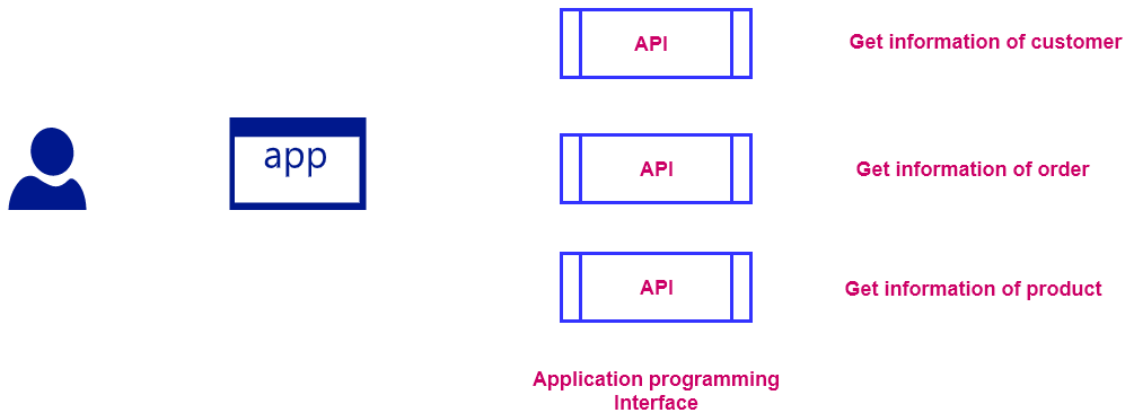 API
Get information of customer
app
API
Get information of order
API
Get information of product
Application programming
Interface